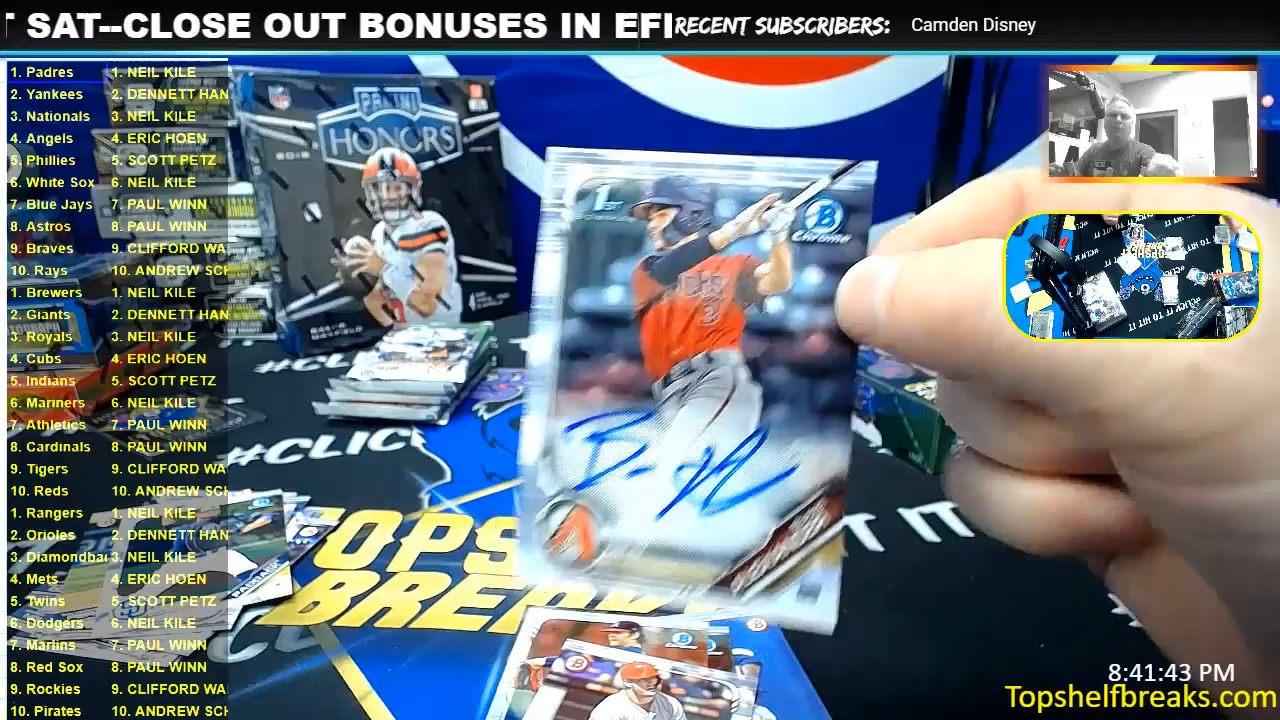 SAT--CLOSE OUT BONUSES IN EFI
RECENT SUBSCRIBERS:
Camden Disney
1. Padres 1. NEIL KILE
2. Yankees 2. DENNETT HAN
3. Nationals 3. NEIL KILE
4. Angels 4. ERIC HOEN
5. Phillies 5. SCOTT PETZ
6. White Sox 6. NEIL KILE
7. Blue Jays 7. PAUL WINN
8. Astros 8. PAUL WINN
9. Braves 9. CLIFFORD WA
10. Rays 10. ANDREW SCH
1. Brewers 1. NEIL KILE
2. Giants 2. DENNETT HAN
3. Royals 3. NEIL KILE
4. Cubs 4. ERIC HOEN
5. Indians 5. SCOTT PETZ
6. Mariners 6. NEIL KILE
7. Athletics 7. PAUL WINN
8. Cardinals 8. PAUL WINN
9. Tigers 9. CLIFFORD WA
10. Reds 10. ANDREW SCH
1. Rangers 1. NEIL KILE
2. Orioles 2. DENNETT HAN
3. Diamondba 3. NEIL KILE
4. Mets 4. ERIC HOEN
5. Twins 5. SCOTT PETZ
6. Dodgers 6. NEIL KILE
7. Marlins 7. PAUL WINN
8. Red Sox 8. PAUL WINN
9. Rockies 9. CLIFFORD WA
10. Pirates 10. ANDREW SCH
PANINI
HONORS
1ST
Chrome
#CLIC
#CLICK
T IT
TOPS
BREA
8:41:43 PM
Topshelfbreaks.com